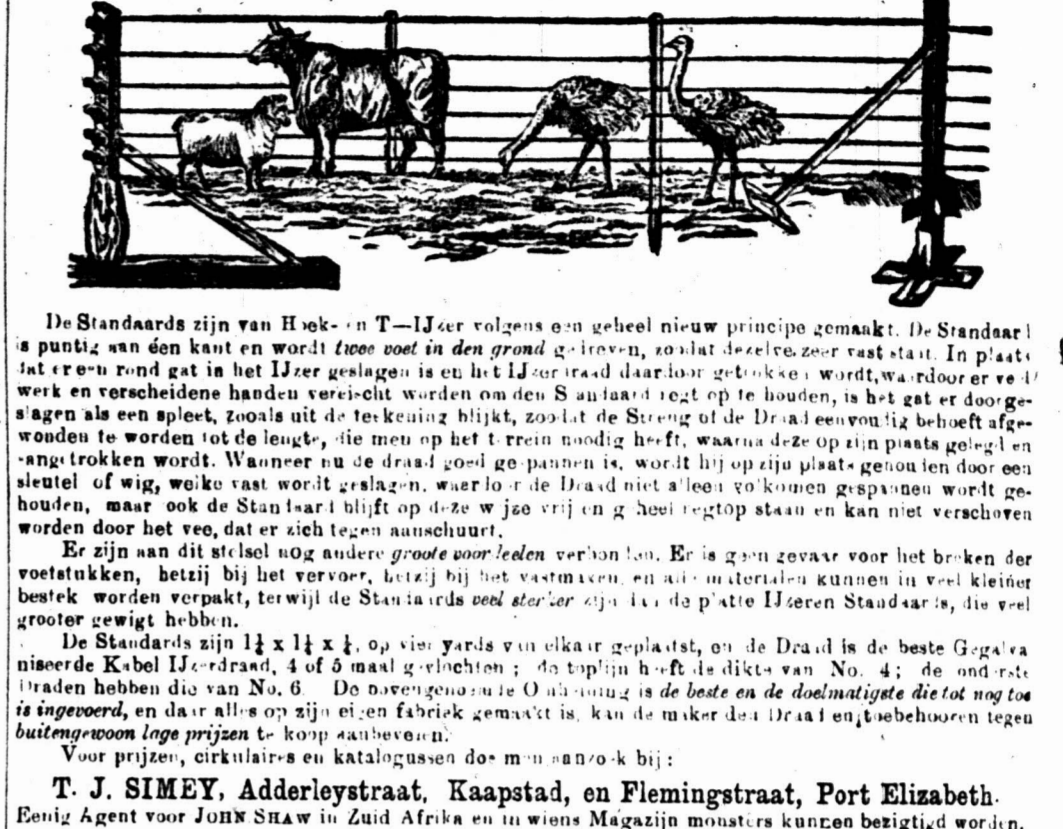 De Standaards zijn van Hoek- en T—IJzer volgens een geheel nieuw principe gemaakt. De Standaard
is puntig aan éen kant en wordt twee voet in den grond gedreven, zoodat dezelve zeer vast staat. In plaats
dat er een rond gat in het IJzer geslagen is en het IJzerdraad daardoor getrokken wordt, waardoor er veel
werk en verscheidene handen vereischt worden om den Standaard regt op te houden, is het gat er doorge-
slagen als een spleet, zooals uit de teekening blijkt, zoodat de Streng of de Draad eenvoudig behoeft afge-
wonden te worden tot de lengte, die men op het terrein noodig heeft, waarna deze op zijn plaats gelegd en
aangetrokken wordt. Wanneer nu de draad goed gespannen is, wordt hij op zijn plaats gehouden door een
sleutel of wig, welke vast wordt geslagen, waardoor de Draad niet alleen volkomen gespannen wordt ge-
houden, maar ook de Standaard blijft op deze wijze vrij en geheel regtop staan en kan niet verschoven
worden door het vee, dat er zich tegen aanschuurt.
Er zijn aan dit stelsel nog andere groote voordeelen verbonden. Er is geen gevaar voor het breken der
voetstukken, hetzij bij het vervoer, hetzij bij het vastmaken, en alle materialen kunnen in veel kleiner
bestek worden verpakt, terwijl de Standaards veel sterker zijn dan de platte IJzeren Standaards, die veel
grooter gewigt hebben.
De Standards zijn 1¼ x 1¼ x ¼, op vier yards van elkaar geplaatst, en de Draad is de beste Gegalva
niseerde Kabel IJzerdraad, 4 of 5 maal gevlochten ; de toplijn heeft de dikte van No. 4 ; de onderste
Draden hebben die van No. 6. De bovengenoemde Omheining is de beste en de doelmatigste die tot nog toe
is ingevoerd, en daar alles op zijn eigen fabriek gemaakt is, kan de maker den Draad en toebehooren tegen
buitengewoon lage prijzen te koop aanbevelen.
Voor prijzen, cirkulaires en katalogussen doe men aanzoek bij :
T. J. SIMEY, Adderleystraat, Kaapstad, en Flemingstraat, Port Elizabeth.
Eenig Agent voor JOHN SHAW in Zuid Afrika en in wiens Magazijn monsters kunnen bezigtigd worden.